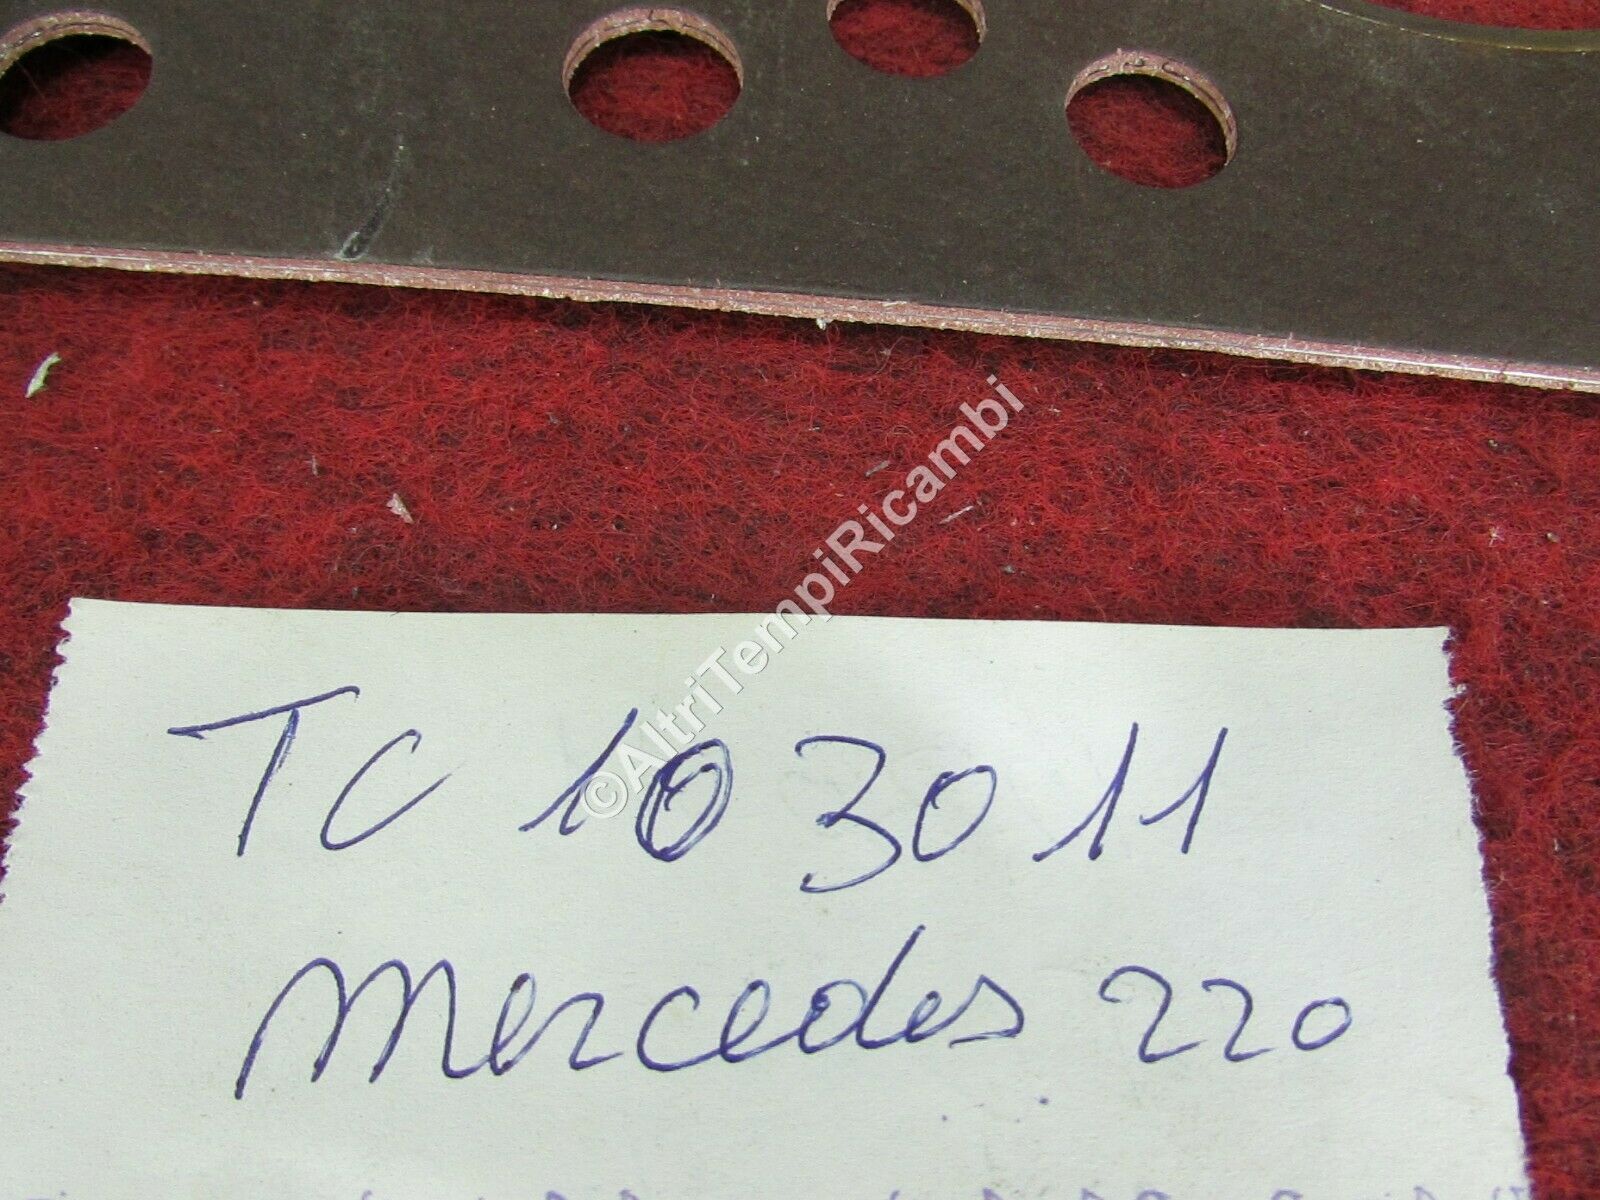 ©AltriTempiRicambi
TC 103011
Mercedes 220